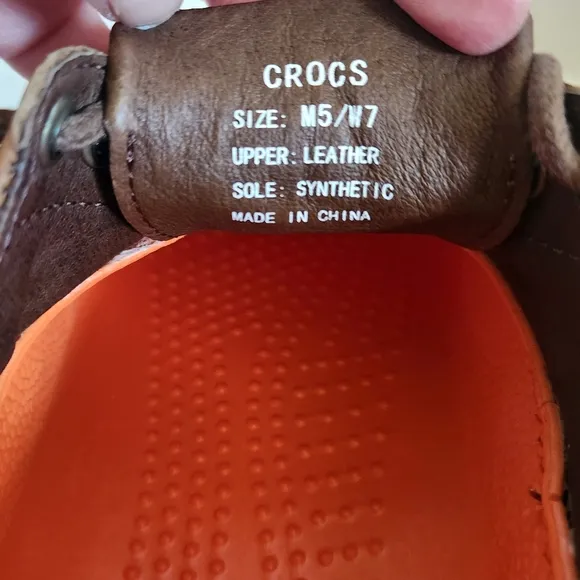 CROCS
SIZE: M5/W7
UPPER: LEATHER
SOLE: SYNTHETIC
MADE IN CHINA